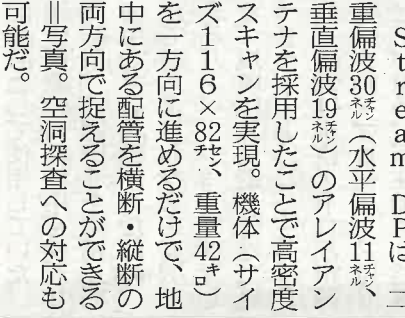 Stream DPは、二
重偏波30チャンネル(水平偏波11チャンネル、
垂直偏波19チャンネル)のアレイアン
テナを採用したことで高密度
スキャンを実現。機体(サイ
ズ116×82センチ、重量42キロ)
を一方向に進めるだけで、地
中にある配管を横断・縦断の
両方向で捉えることができる
＝写真。空洞探査への対応も
可能だ。